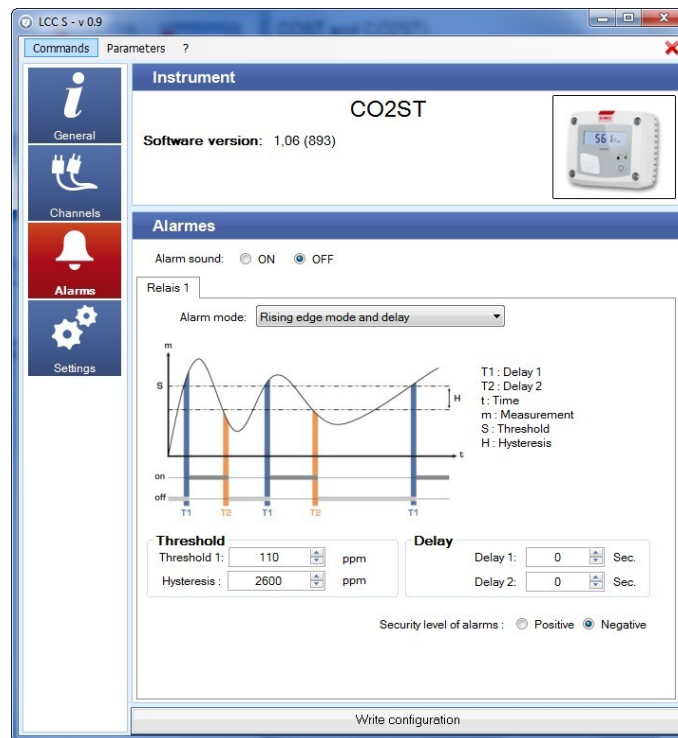 LCC S - v 0.9
Commands Parameters ?
General
Channels
Alarms
Settings
Instrument
CO2ST
Software version: 1,06 (893)
Alarmes
Alarm sound: ON OFF
Relais 1
Alarm mode: Rising edge mode and delay
m
S
H
t
on
off
T1 T2 T1 T2 T1
T1 : Delay 1
T2 : Delay 2
t : Time
m : Measurement
S : Threshold
H : Hysteresis
Threshold
Threshold 1: 110 ppm
Hysteresis : 2600 ppm
Delay
Delay 1: 0 Sec.
Delay 2: 0 Sec.
Security level of alarms : Positive Negative
Write configuration